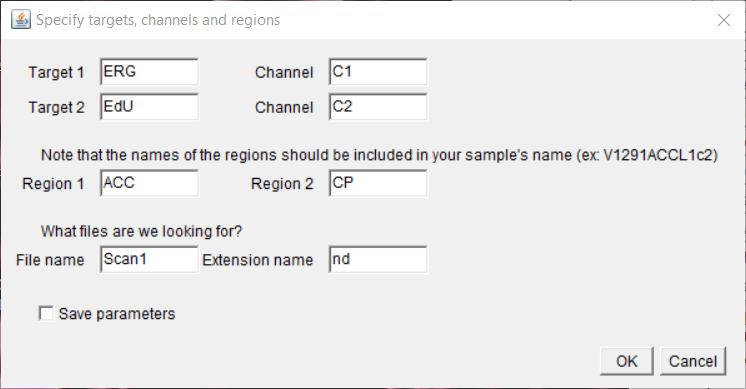 Specify targets, channels and regions
Target 1 ERG Channel C1
Target 2 EdU Channel C2
Note that the names of the regions should be included in your sample's name (ex: V1291ACCL1c2)
Region 1 ACC Region 2 CP
What files are we looking for?
File name Scan1 Extension name nd
Save parameters
OK Cancel